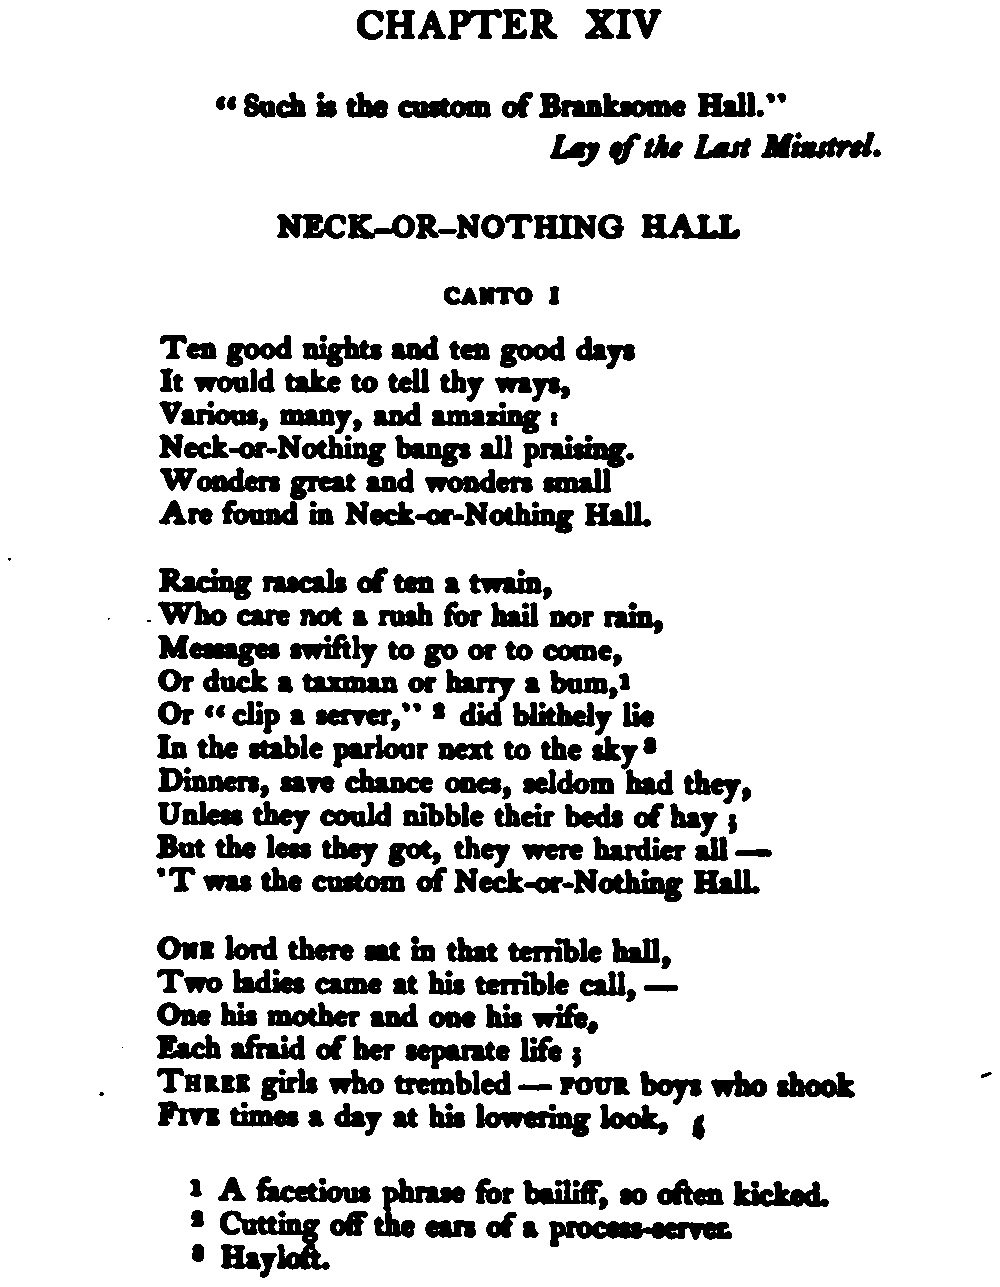 CHAPTER XIV
“Such is the custom of Branksome Hall.”
Lay of the Last Minstrel.
NECK–OR–NOTHING HALL
CANTO I
Ten good nights and ten good days
It would take to tell thy ways,
Various, many, and amazing :
Neck-or-Nothing bangs all praising.
Wonders great and wonders small
Are found in Neck-or-Nothing Hall.
Racing rascals of ten a twain,
Who care not a rush for hail nor rain,
Messages swiftly to go or to come,
Or duck a taxman or harry a bum,¹
Or “clip a server,” ² did blithely lie
In the stable parlour next to the sky ³
Dinners, save chance ones, seldom had they,
Unless they could nibble their beds of hay ;
But the less they got, they were hardier all —
'T was the custom of Neck-or-Nothing Hall.
ONE lord there sat in that terrible hall,
Two ladies came at his terrible call, —
One his mother and one his wife,
Each afraid of her separate life ;
THREE girls who trembled — FOUR boys who shook
FIVE times a day at his lowering look,
¹ A facetious phrase for bailiff, so often kicked.
² Cutting off the ears of a process-server.
³ Hayloft.